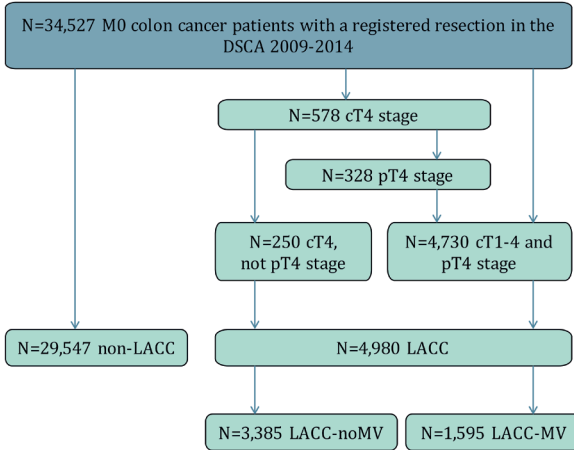 N=34,527 M0 colon cancer patients with a registered resection in the
DSCA 2009-2014
N=578 cT4 stage
N=328 pT4 stage
N=250 cT4,
not pT4 stage
N=4,730 cT1-4 and
pT4 stage
N=29,547 non-LACC
N=4,980 LACC
N=3,385 LACC-noMV
N=1,595 LACC-MV